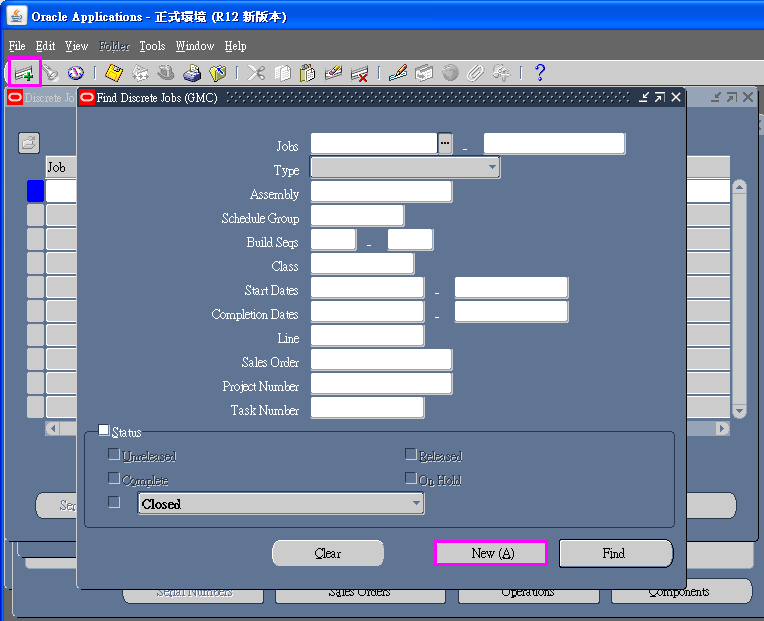 Oracle Applications - 正式環境 (R12 新版本)
File Edit View Folder Tools Window Help
Discrete Jo
Find Discrete Jobs (GMC)
Jobs
Job
Type
Assembly
Schedule Group
Build Seqs
Class
Start Dates
Completion Dates
Line
Sales Order
Project Number
Task Number
Status
Unreleased Released
Complete On Hold
Closed
Ser
Clear New (A) Find
Serial Numbers Sales Orders Operations Components